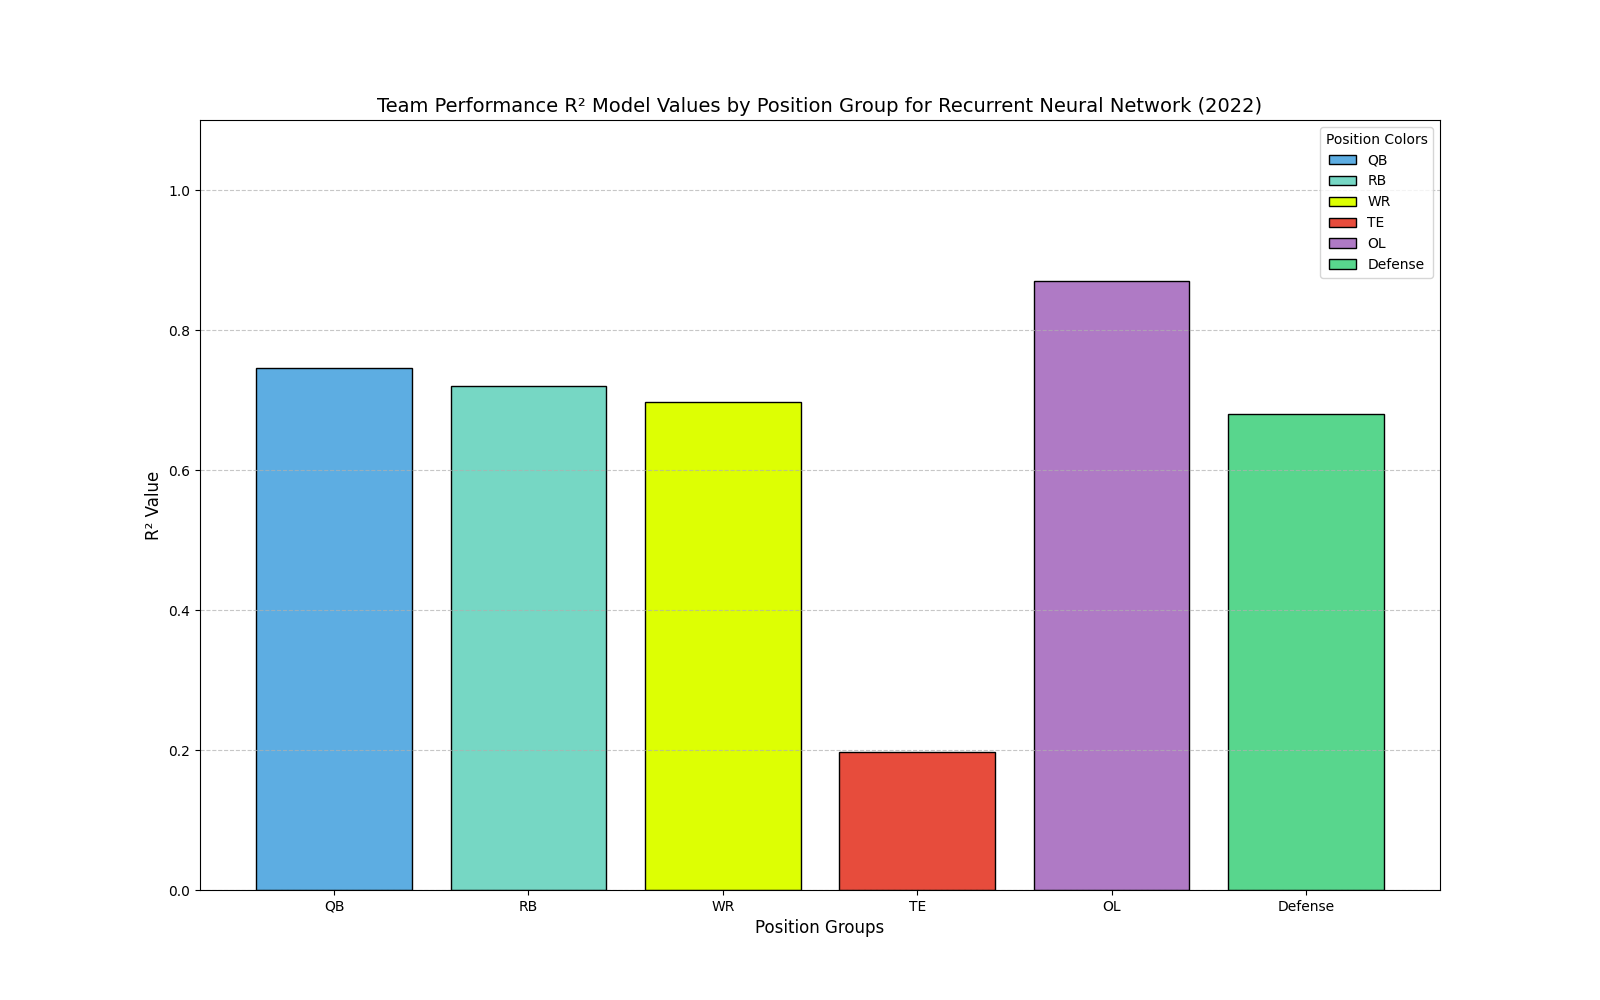 Team Performance R² Model Values by Position Group for Recurrent Neural Network (2022)
Position Colors
QB
RB
WR
TE
OL
Defense
R² Value
1.0
0.8
0.6
0.4
0.2
0.0
QB RB WR TE OL Defense
Position Groups